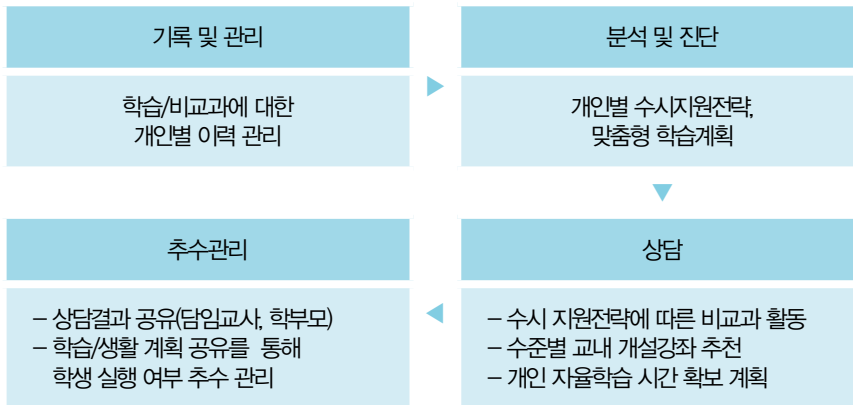 기록 및 관리
학습/비교과에 대한
개인별 이력 관리
분석 및 진단
개인별 수시지원전략,
맞춤형 학습계획
상담
– 수시 지원전략에 따른 비교과 활동
– 수준별 교내 개설강좌 추천
– 개인 자율학습 시간 확보 계획
추수관리
– 상담결과 공유(담임교사, 학부모)
– 학습/생활 계획 공유를 통해
학생 실행 여부 추수 관리